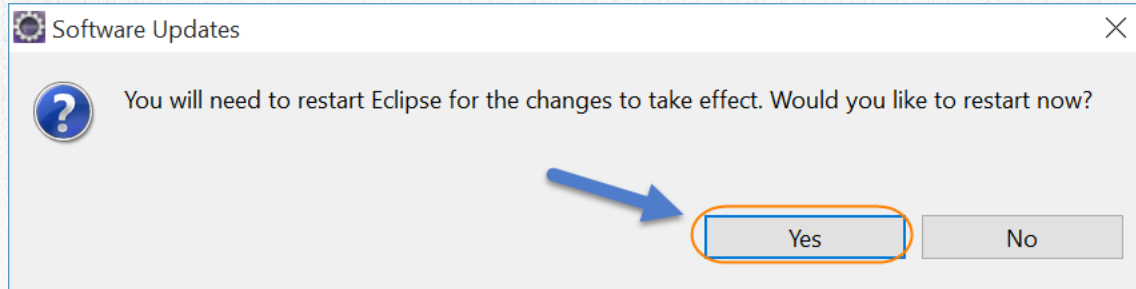 Software Updates
You will need to restart Eclipse for the changes to take effect. Would you like to restart now?
Yes
No